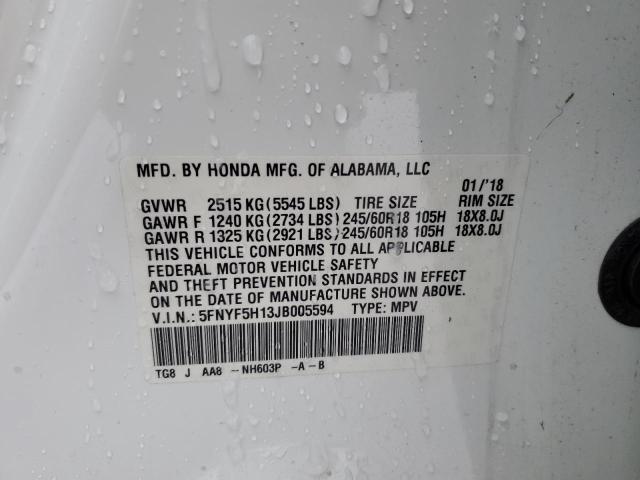 MFD. BY HONDA MFG. OF ALABAMA, LLC
01/'18
GVWR 2515 KG(5545 LBS) TIRE SIZE RIM SIZE
GAWR F 1240 KG(2734 LBS) 245/60R18 105H 18X8.0J
GAWR R 1325 KG(2921 LBS) 245/60R18 105H 18X8.0J
THIS VEHICLE CONFORMS TO ALL APPLICABLE
FEDERAL MOTOR VEHICLE SAFETY
AND THEFT PREVENTION STANDARDS IN EFFECT
ON THE DATE OF MANUFACTURE SHOWN ABOVE.
V.I.N.: 5FNYF5H13JB005594 TYPE: MPV
TG8 J AA8 -NH603P -A-B